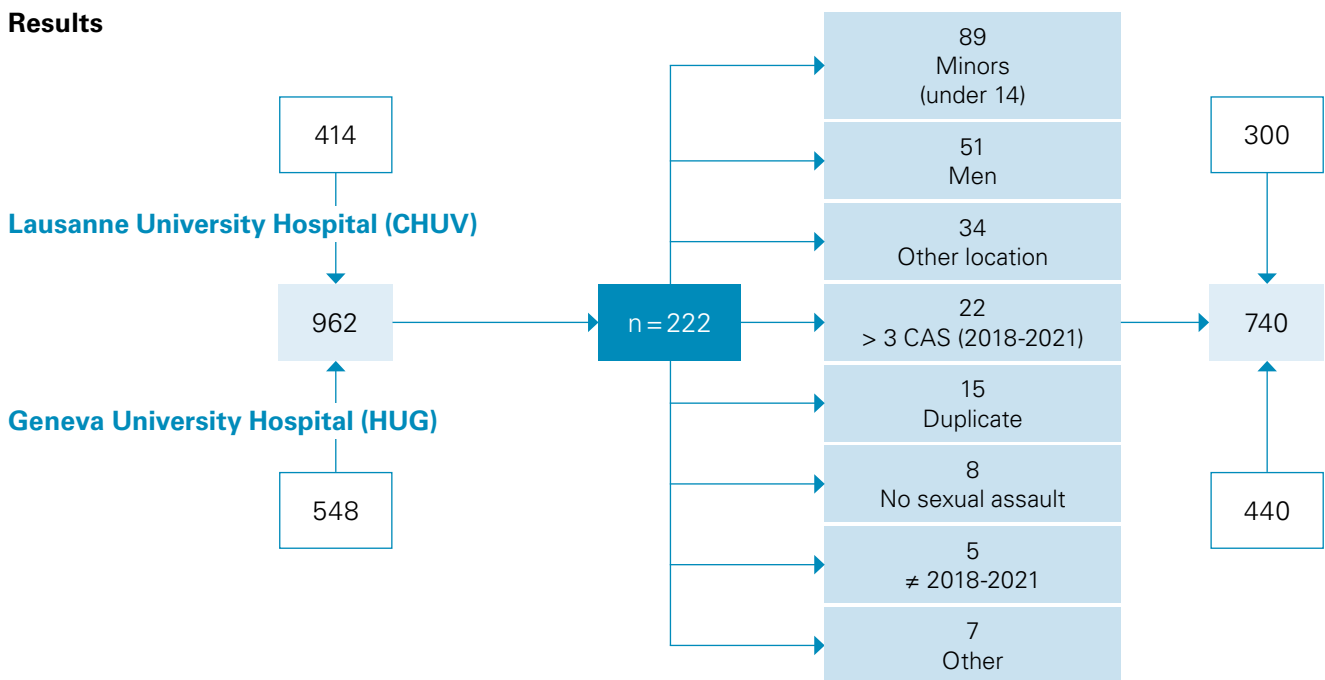 Results
414
Lausanne University Hospital (CHUV)
962
Geneva University Hospital (HUG)
548
n = 222
89
Minors
(under 14)
51
Men
34
Other location
22
> 3 CAS (2018-2021)
15
Duplicate
8
No sexual assault
5
≠ 2018-2021
7
Other
300
740
440